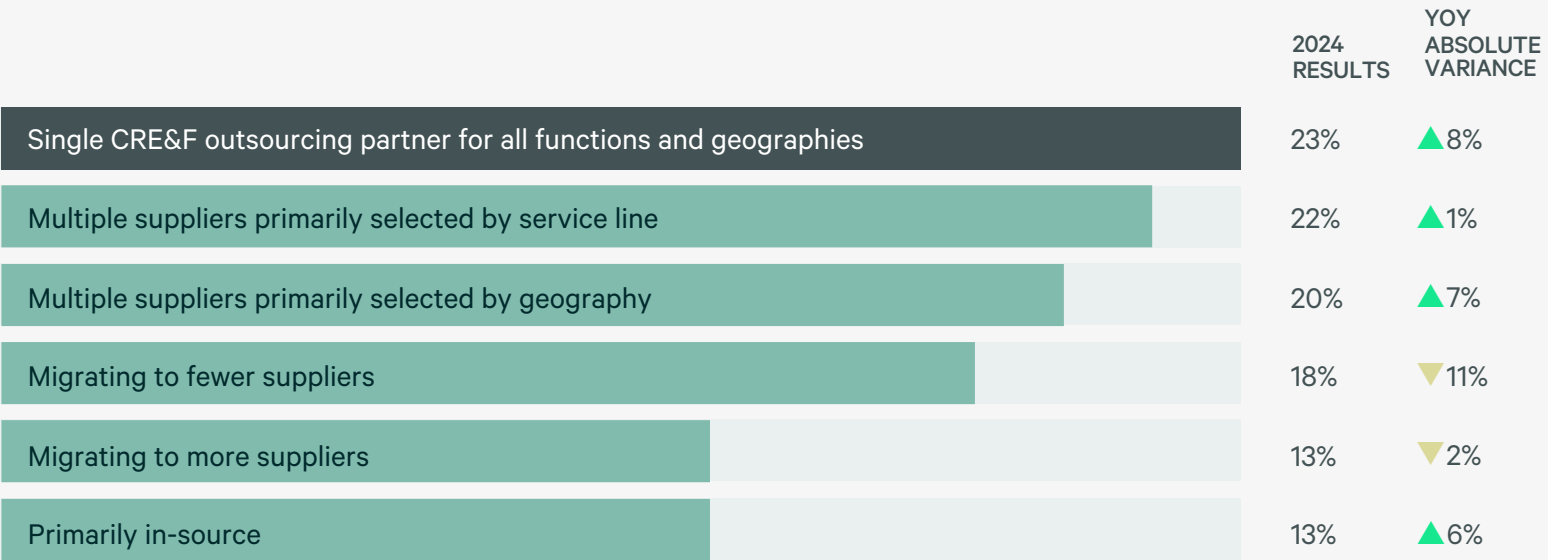 2024
RESULTS
YOY
ABSOLUTE
VARIANCE
Single CRE&F outsourcing partner for all functions and geographies 23% ▲8%
Multiple suppliers primarily selected by service line 22% ▲1%
Multiple suppliers primarily selected by geography 20% ▲7%
Migrating to fewer suppliers 18% ▼11%
Migrating to more suppliers 13% ▼2%
Primarily in-source 13% ▲6%